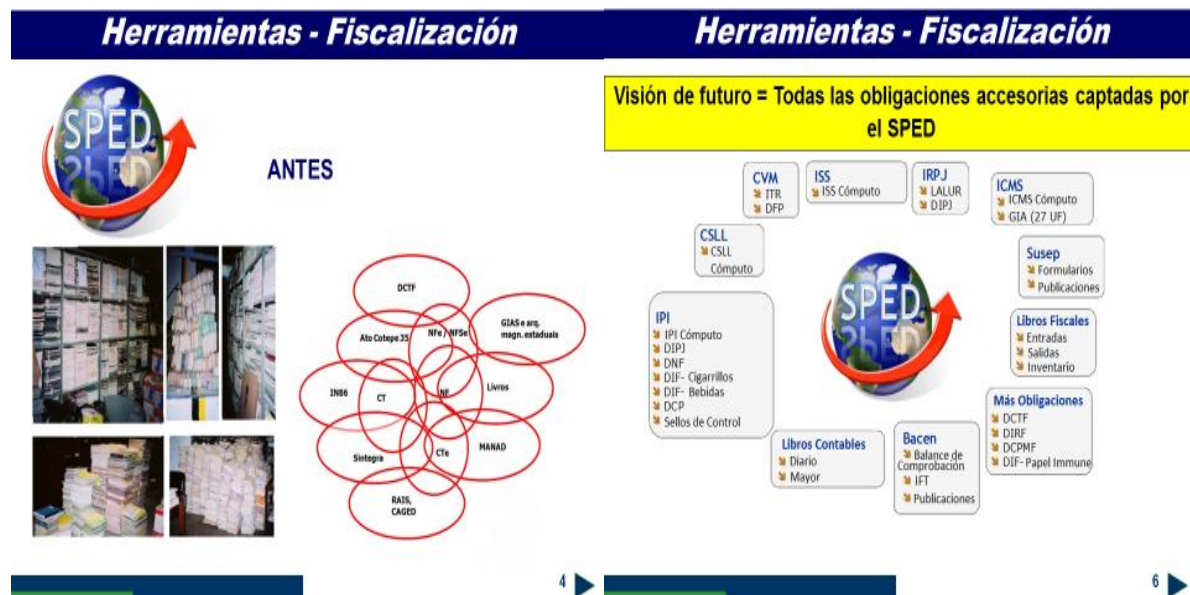 Herramientas - Fiscalización
SPED
ANTES
DCTF
Ato Cotepe 35
NFe / NFSe
GIAS e arq.
magn. estaduais
IN86
CT
NF
Livros
Sintegra
CTe
MANAD
RAIS,
CAGED
4
Herramientas - Fiscalización
Visión de futuro = Todas las obligaciones accesorias captadas por
el SPED
CVM
ITR
DFP
ISS
ISS Cómputo
IRPJ
LALUR
DIPJ
ICMS
ICMS Cómputo
GIA (27 UF)
CSLL
CSLL
Cómputo
Susep
Formularios
Publicaciones
SPED
IPI
IPI Cómputo
DIPJ
DNF
DIF- Cigarrillos
DIF- Bebidas
DCP
Sellos de Control
Libros Fiscales
Entradas
Salidas
Inventario
Más Obligaciones
DCTF
DIRF
DCPMF
DIF- Papel Immune
Libros Contables
Diario
Mayor
Bacen
Balance de
Comprobación
IFT
Publicaciones
6